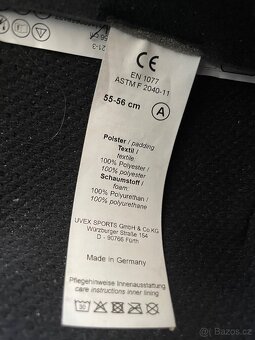 CE
EN 1077
ASTM F 2040-11
55-56 cm
A
Polster / padding
Textil /
textile:
100% Polyester /
100% polyester
Schaumstoff /
foam:
100% Polyurethan /
100% polyurethane
UVEX SPORTS GmbH & Co KG
Würzburger Straße 154
D - 90766 Fürth
Made in Germany
Pflegehinweise Innenausstattung
care instructions inner lining
30
Bazoš.cz